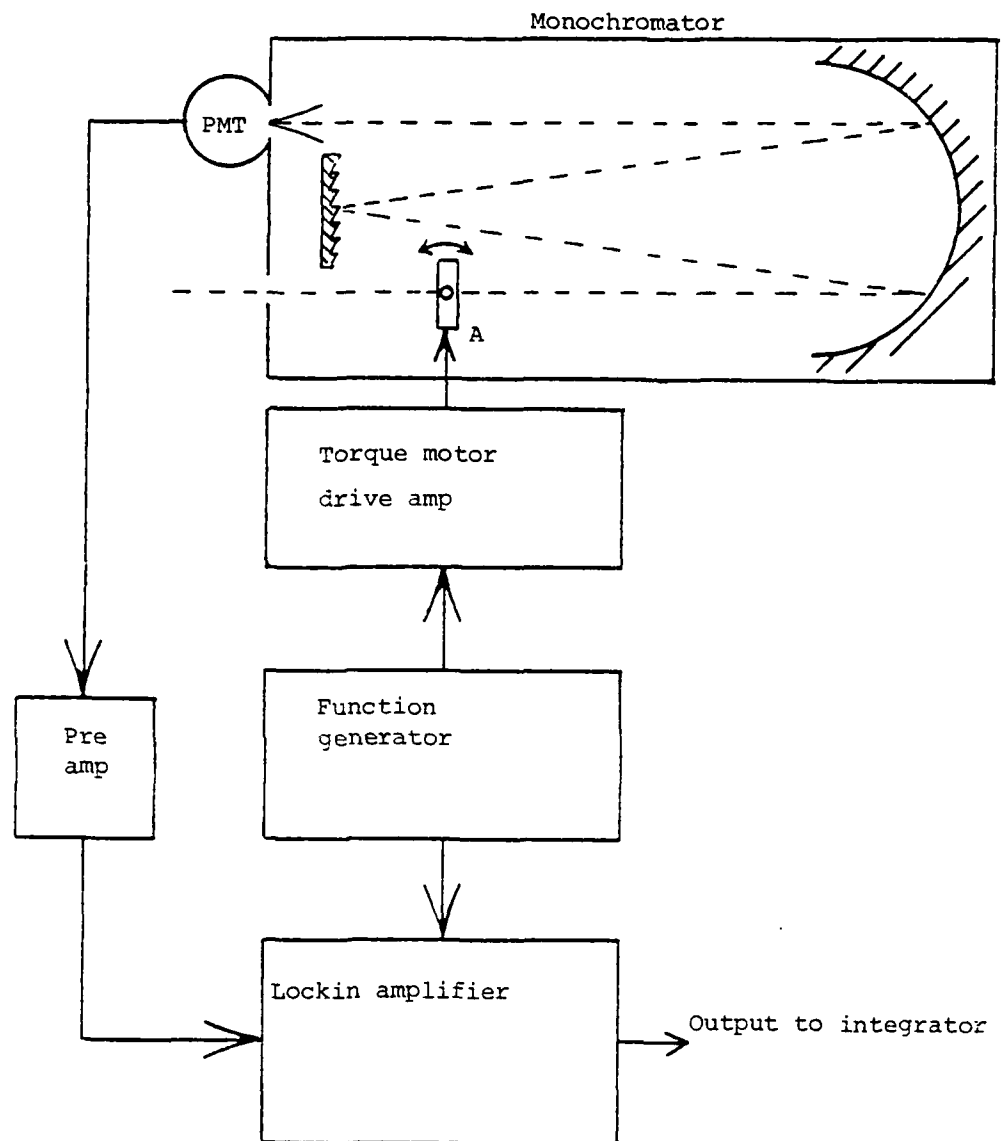 Monochromator
PMT
A
Torque motor
drive amp
Function
generator
Pre
amp
Lockin amplifier
Output to integrator